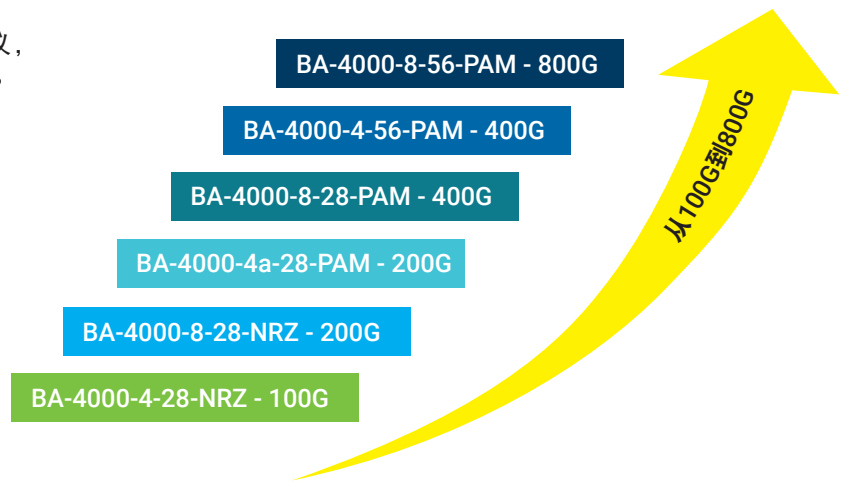 议，
BA-4000-8-56-PAM - 800G
BA-4000-4-56-PAM - 400G
从100G到800G
BA-4000-8-28-PAM - 400G
BA-4000-4a-28-PAM - 200G
BA-4000-8-28-NRZ - 200G
BA-4000-4-28-NRZ - 100G